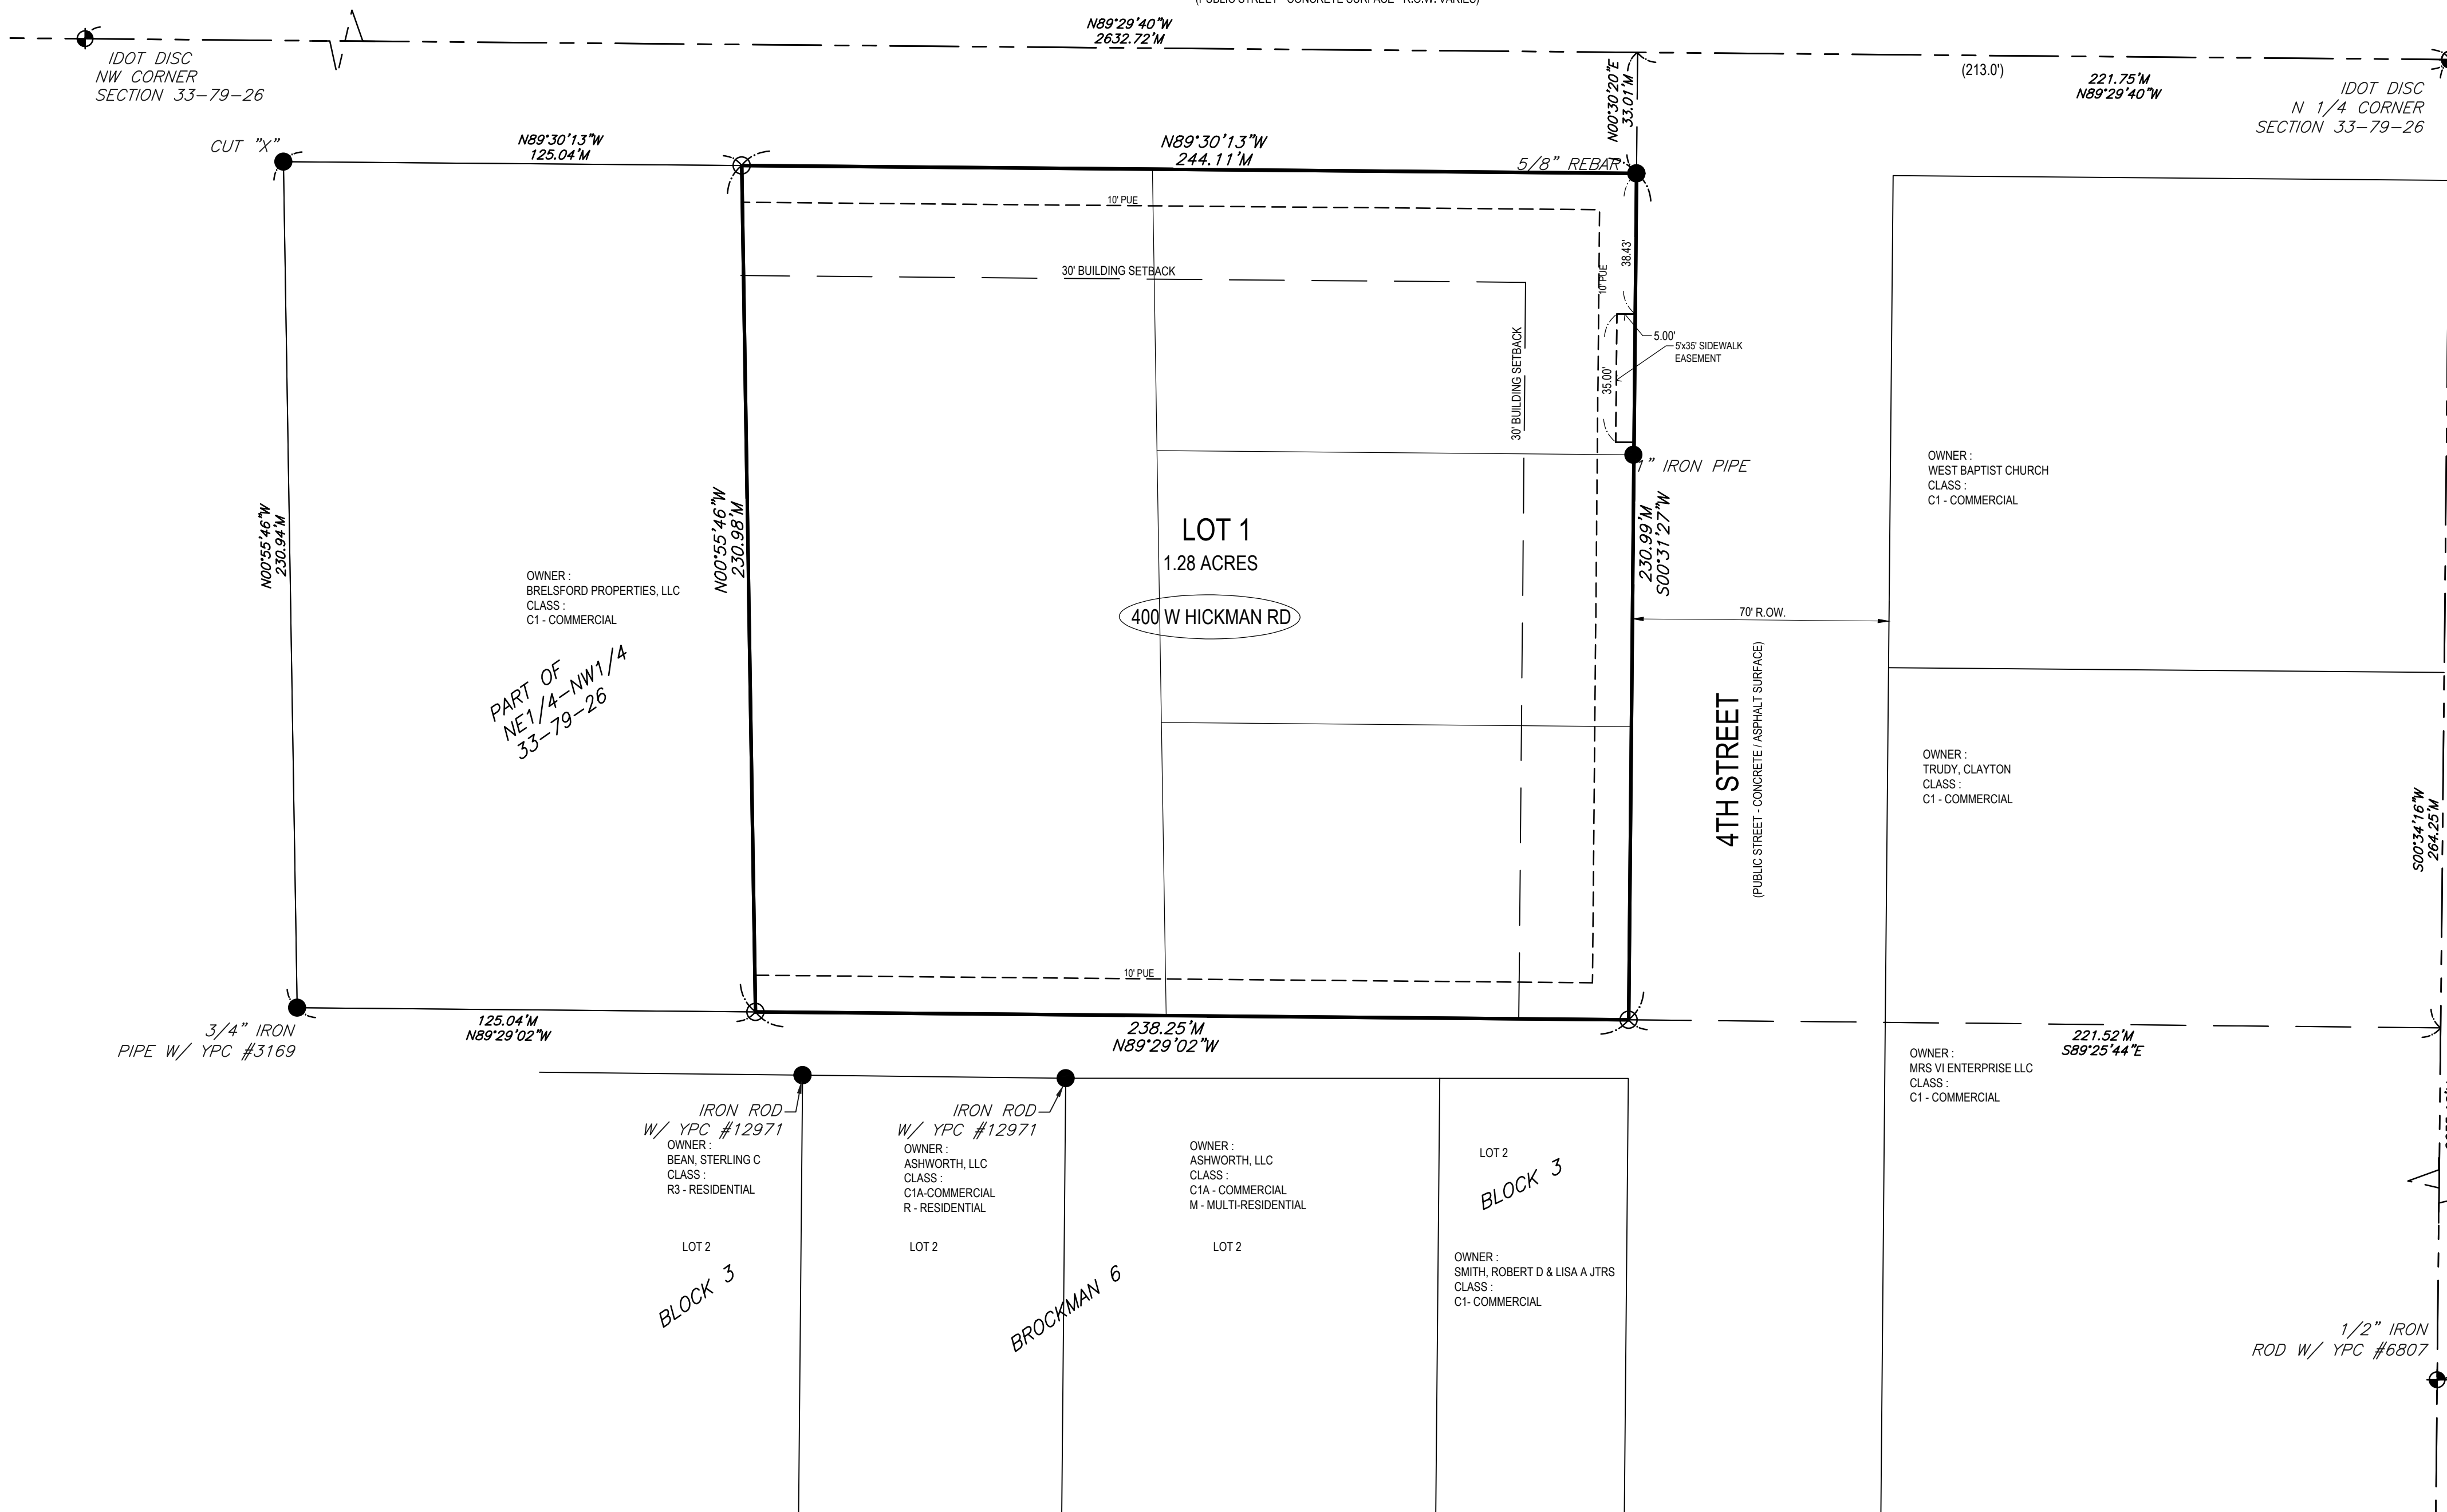 (PUBLIC STREET - CONCRETE SURFACE - R.O.W. VARIES)
N89°29'40"W
2632.72'M
IDOT DISC
NW CORNER
SECTION 33-79-26
N00°30'20"E
33.01'M
(213.0')
221.75'M
N89°29'40"W
IDOT DISC
N 1/4 CORNER
SECTION 33-79-26
CUT "X"
N89°30'13"W
125.04'M
N89°30'13"W
244.11'M
5/8" REBAR
10' PUE
30' BUILDING SETBACK
10' PUE
38.43'
30' BUILDING SETBACK
5.00'
5'x35' SIDEWALK
EASEMENT
35.00'
1" IRON PIPE
N00°55'46"W
230.94'M
N00°55'46"W
230.98'M
LOT 1
1.28 ACRES
400 W HICKMAN RD
230.99'M
S00°31'27"W
OWNER :
WEST BAPTIST CHURCH
CLASS :
C1 - COMMERCIAL
OWNER :
BRELSFORD PROPERTIES, LLC
CLASS :
C1 - COMMERCIAL
PART OF
NE1/4-NW1/4
33-79-26
70' R.OW.
4TH STREET
(PUBLIC STREET - CONCRETE / ASPHALT SURFACE)
OWNER :
TRUDY, CLAYTON
CLASS :
C1 - COMMERCIAL
S00°34'16"W
264.25'M
10' PUE
3/4" IRON
PIPE W/ YPC #3169
125.04'M
N89°29'02"W
238.25'M
N89°29'02"W
221.52'M
S89°25'44"E
OWNER :
MRS VI ENTERPRISE LLC
CLASS :
C1 - COMMERCIAL
IRON ROD
W/ YPC #12971
OWNER :
BEAN, STERLING C
CLASS :
R3 - RESIDENTIAL
LOT 2
BLOCK 3
IRON ROD
W/ YPC #12971
OWNER :
ASHWORTH, LLC
CLASS :
C1A-COMMERCIAL
R - RESIDENTIAL
LOT 2
BROCKMAN 6
OWNER :
ASHWORTH, LLC
CLASS :
C1A - COMMERCIAL
M - MULTI-RESIDENTIAL
LOT 2
LOT 2
BLOCK 3
OWNER :
SMITH, ROBERT D & LISA A JTRS
CLASS :
C1- COMMERCIAL
1/2" IRON
ROD W/ YPC #6807